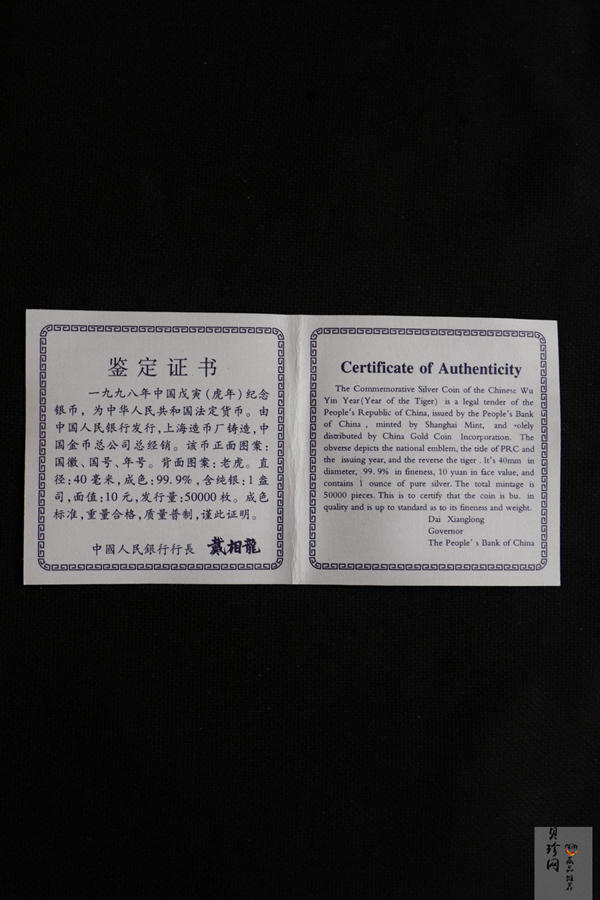 鉴定证书
一九九八年中国戊寅(虎年)纪念
银币，为中华人民共和国法定货币。由
中国人民银行发行,上海造币厂铸造,中
国金币总公司总经销。该币正面图案:
国徽、国号、年号。背面图案:老虎。直
径:40毫米,成色:99.9%,含纯银:1盎
司,面值:10元,发行量:50000枚。成色
标准,重量合格,质量普制,谨此证明。
中國人民銀行行長 戴相龍
Certificate of Authenticity
The Commemorative Silver Coin of the Chinese Wu
Yin Year(Year of the Tiger) is a legal tender of the
People's Republic of China, issued by the People's Bank
of China , minted by Shanghai Mint, and solely
distributed by China Gold Coin Incorporation. The
obverse depicts the national emblem, the title of PRC and
the issuing year, and the reverse the tiger . It's 40mm in
diameter, 99. 9% in fineness, 10 yuan in face value, and
contains 1 ounce of pure silver. The total mintage is
50000 pieces. This is to certify that the coin is bu. in
quality and is up to standard as to its fineness and weight.
Dai Xianglong
Governor
The People's Bank of China
贝珍网